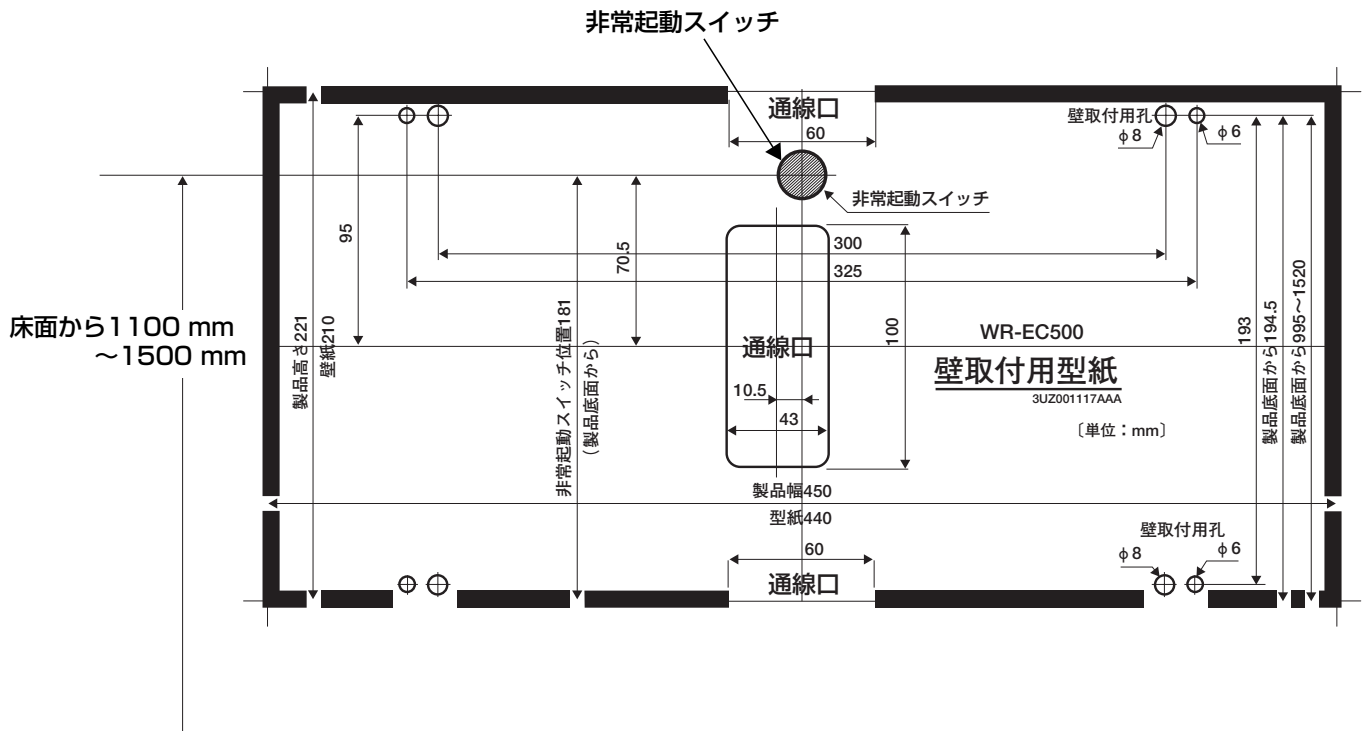 非常起動スイッチ
通線口
60
壁取付用孔
φ8
φ6
非常起動スイッチ
95
70.5
300
325
床面から1100 mm
～1500 mm
製品高さ221
壁紙210
非常起動スイッチ位置181
(製品底面から)
通線口
100
10.5
43
WR-EC500
壁取付用型紙
3UZ001117AAA
〔単位：mm〕
193
製品底面から194.5
製品底面から995～1520
製品幅450
型紙440
60
通線口
壁取付用孔
φ8
φ6